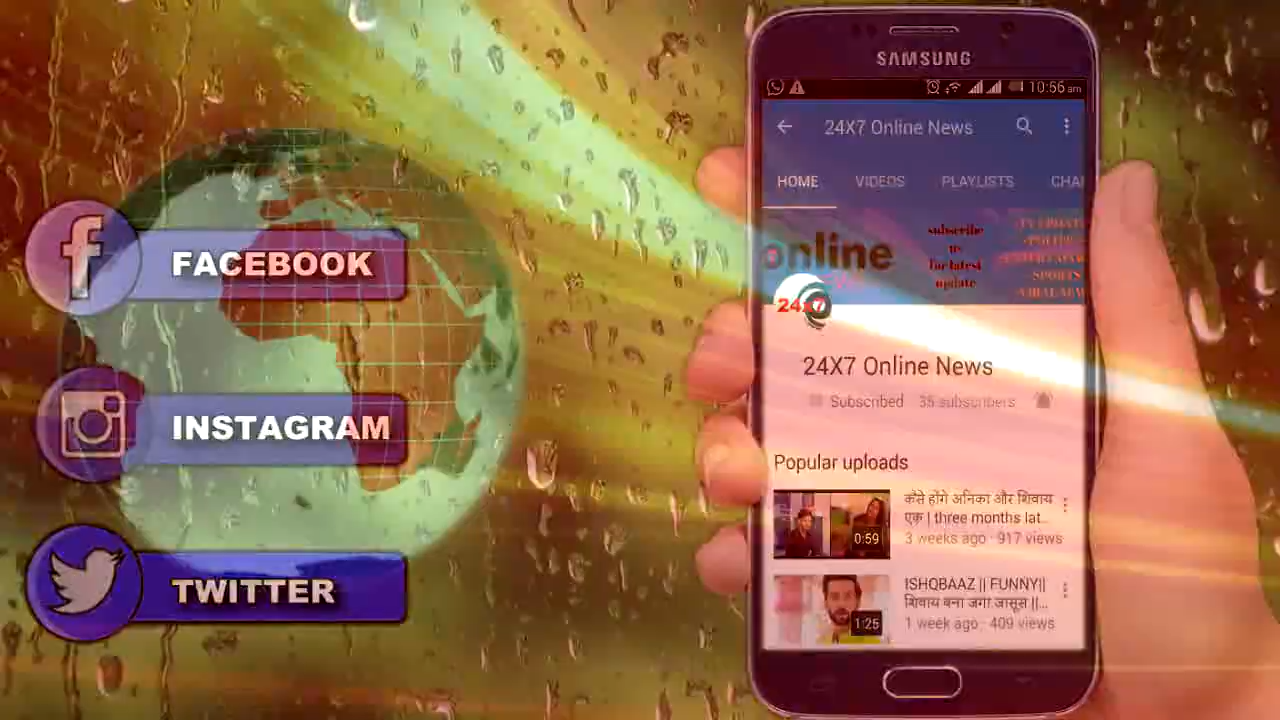 FACEBOOK
INSTAGRAM
TWITTER
SAMSUNG
10:56 am
24X7 Online News
HOME VIDEOS PLAYLISTS CHA
online
subscribe
us
for latest
update
SPORTS
24x7
24X7 Online News
Subscribed 35 subscribers
Popular uploads
0:59
कैसे होंगे अनिका और शिवाय
एक | three months lat...
3 weeks ago · 917 views
1:25
ISHQBAAZ || FUNNY||
शिवाय बना जगा जासूस ||...
1 week ago · 409 views